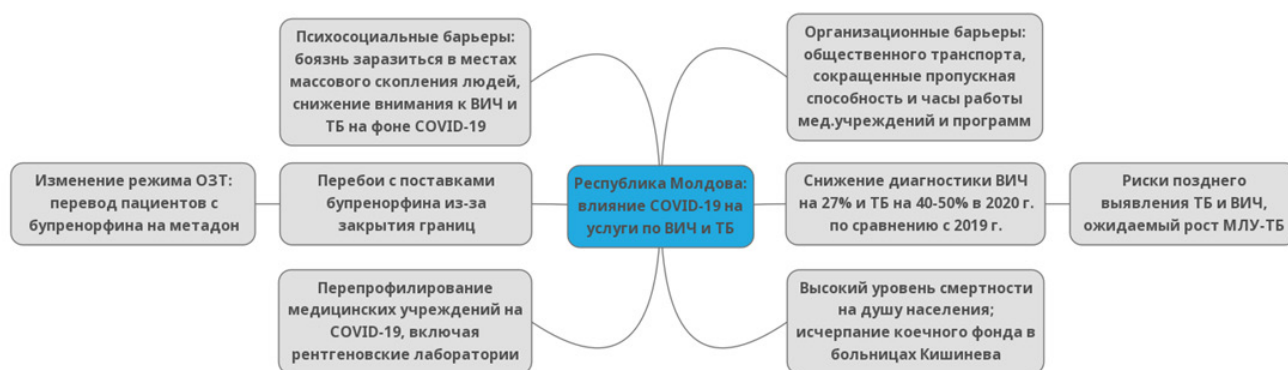 Психосоциальные барьеры:
боязнь заразиться в местах
массового скопления людей,
снижение внимания к ВИЧ и
ТБ на фоне COVID-19
Организационные барьеры:
общественного транспорта,
сокращенные пропускная
способность и часы работы
мед.учреждений и программ
Изменение режима ОЗТ:
перевод пациентов с
бупренорфина на метадон
Перебои с поставками
бупренорфина из-за
закрытия границ
Республика Молдова:
влияние COVID-19 на
услуги по ВИЧ и ТБ
Снижение диагностики ВИЧ
на 27% и ТБ на 40-50% в 2020 г.
по сравнению с 2019 г.
Риски позднего
выявления ТБ и ВИЧ,
ожидаемый рост МЛУ-ТБ
Перепрофилирование
медицинских учреждений на
COVID-19, включая
рентгеновские лаборатории
Высокий уровень смертности
на душу населения;
исчерпание коечного фонда в
больницах Кишинева